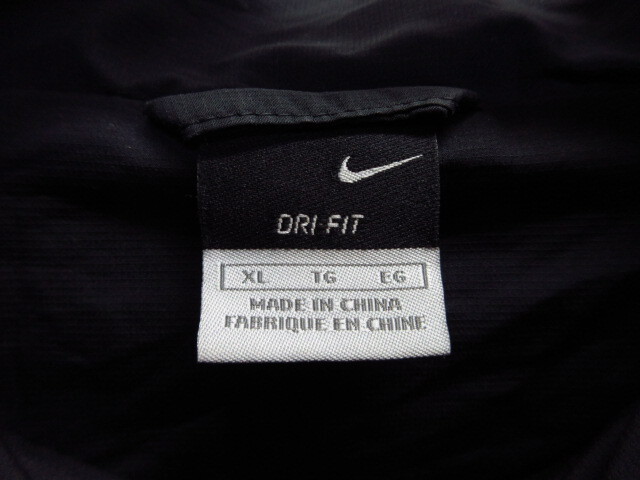 DRI-FIT
XL TG EG
MADE IN CHINA
FABRIQUE EN CHINE